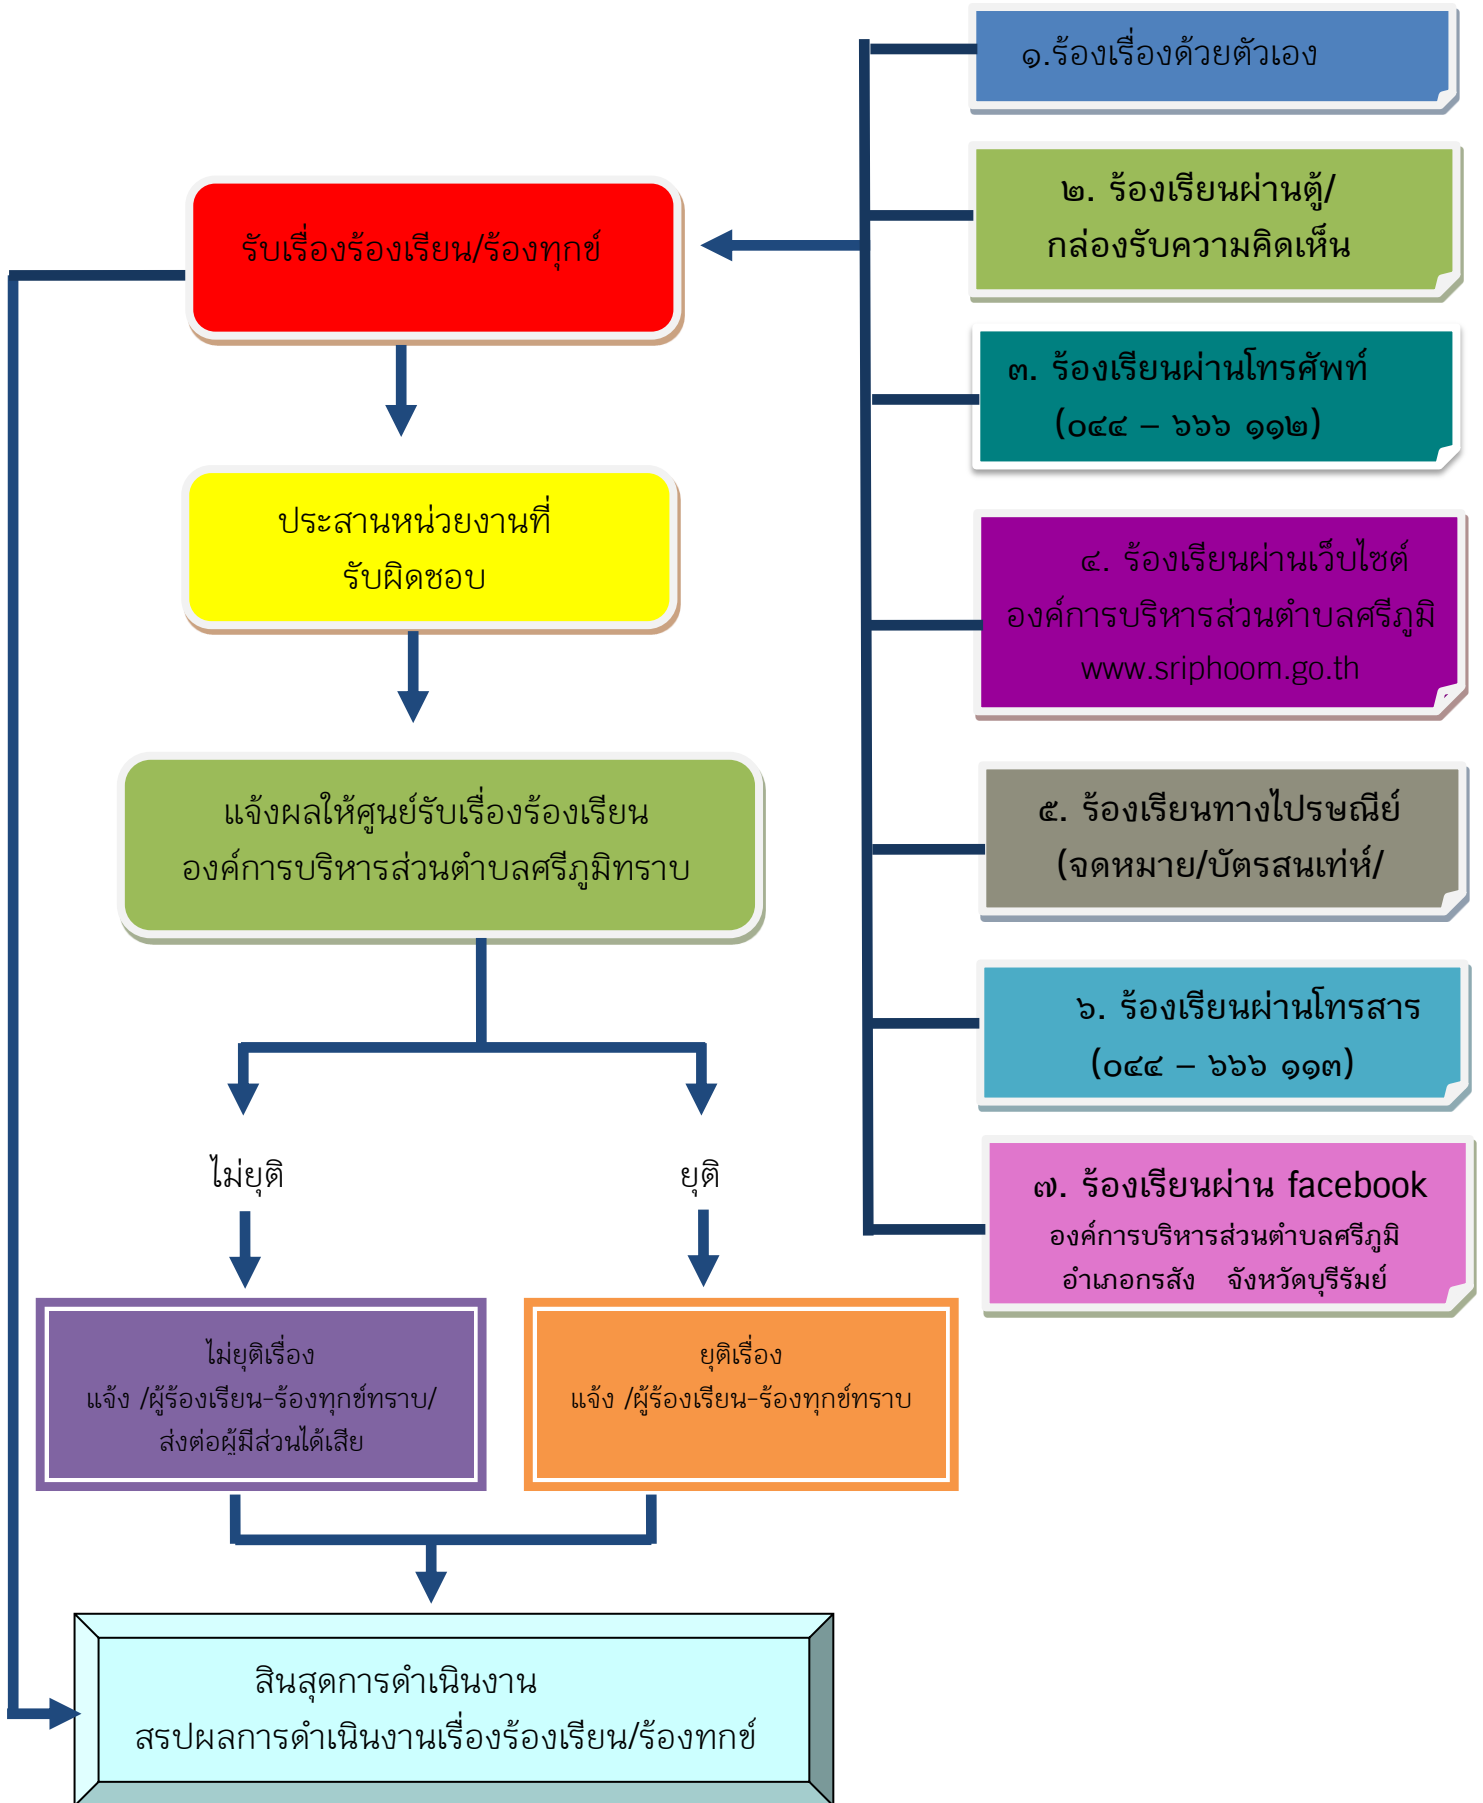 ๑.ร้องเรื่องด้วยตัวเอง
๒. ร้องเรียนผ่านตู้/
กล่องรับความคิดเห็น
๓. ร้องเรียนผ่านโทรศัพท์
(๐๔๔ – ๖๖๖ ๑๑๒)
๔. ร้องเรียนผ่านเว็บไซต์
องค์การบริหารส่วนตำบลศรีภูมิ
www.sriphoom.go.th
๕. ร้องเรียนทางไปรษณีย์
(จดหมาย/บัตรสนเท่ห์/
๖. ร้องเรียนผ่านโทรสาร
(๐๔๔ – ๖๖๖ ๑๑๓)
๗. ร้องเรียนผ่าน facebook
องค์การบริหารส่วนตำบลศรีภูมิ
อำเภอกรสัง จังหวัดบุรีรัมย์
รับเรื่องร้องเรียน/ร้องทุกข์
ประสานหน่วยงานที่
รับผิดชอบ
แจ้งผลให้ศูนย์รับเรื่องร้องเรียน
องค์การบริหารส่วนตำบลศรีภูมิทราบ
ไม่ยุติ
ยุติ
ไม่ยุติเรื่อง
แจ้ง /ผู้ร้องเรียน-ร้องทุกข์ทราบ/
ส่งต่อผู้มีส่วนได้เสีย
ยุติเรื่อง
แจ้ง /ผู้ร้องเรียน-ร้องทุกข์ทราบ
สินสุดการดำเนินงาน
สรปผลการดำเนินงานเรื่องร้องเรียน/ร้องทกข์